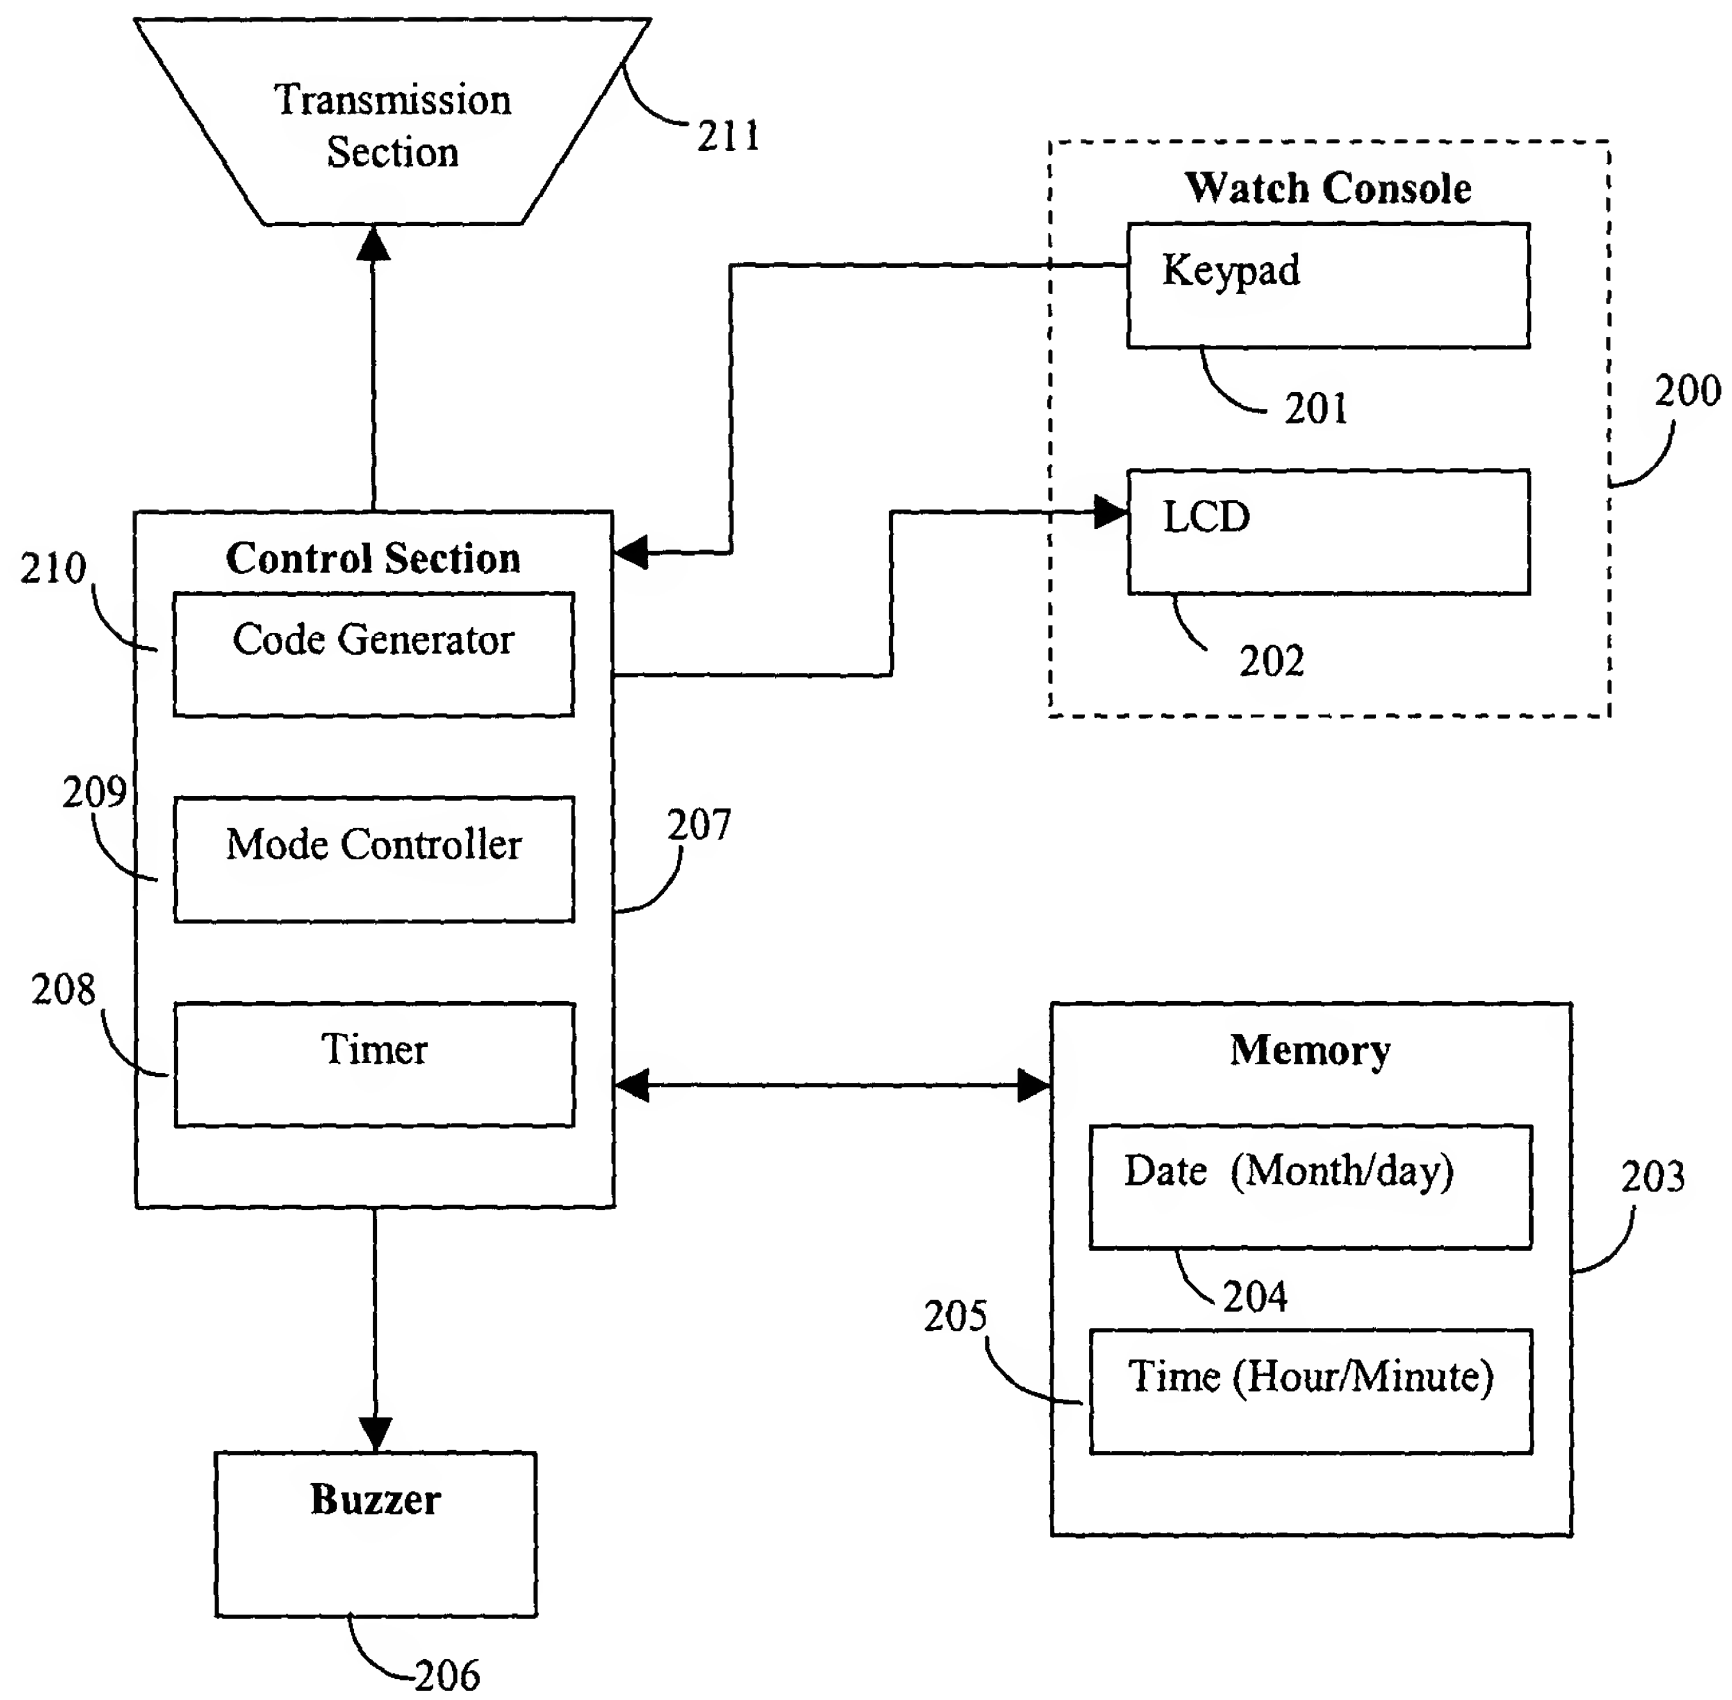 Transmission
Section
211
Watch Console
Keypad
201
200
LCD
202
Control Section
210
Code Generator
209
Mode Controller
207
208
Timer
Memory
Date (Month/day)
203
204
205
Time (Hour/Minute)
Buzzer
206